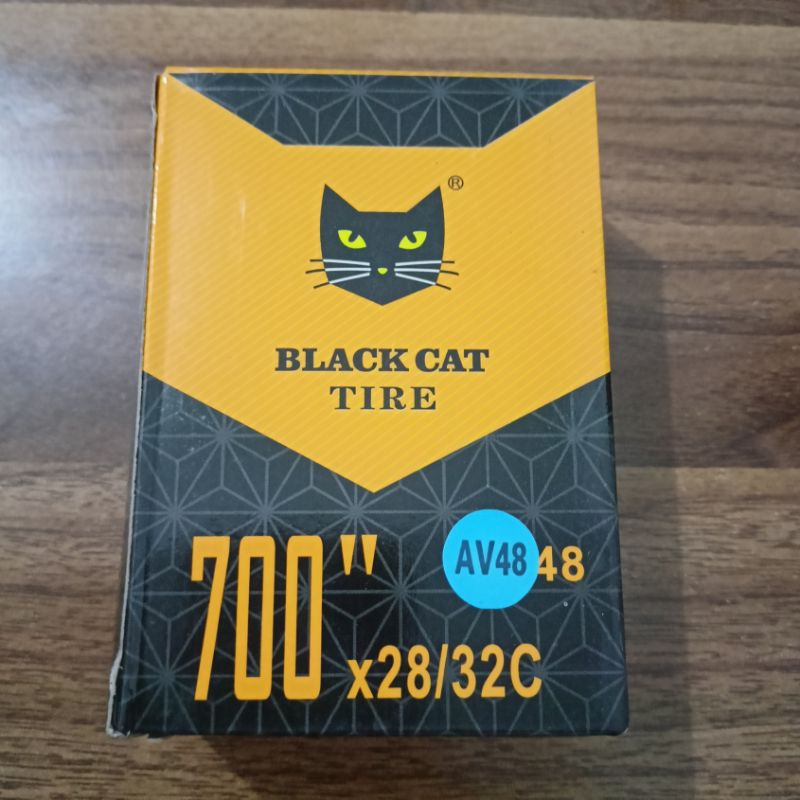 ®
BLACK CAT
TIRE
700" AV48 48
x28/32C